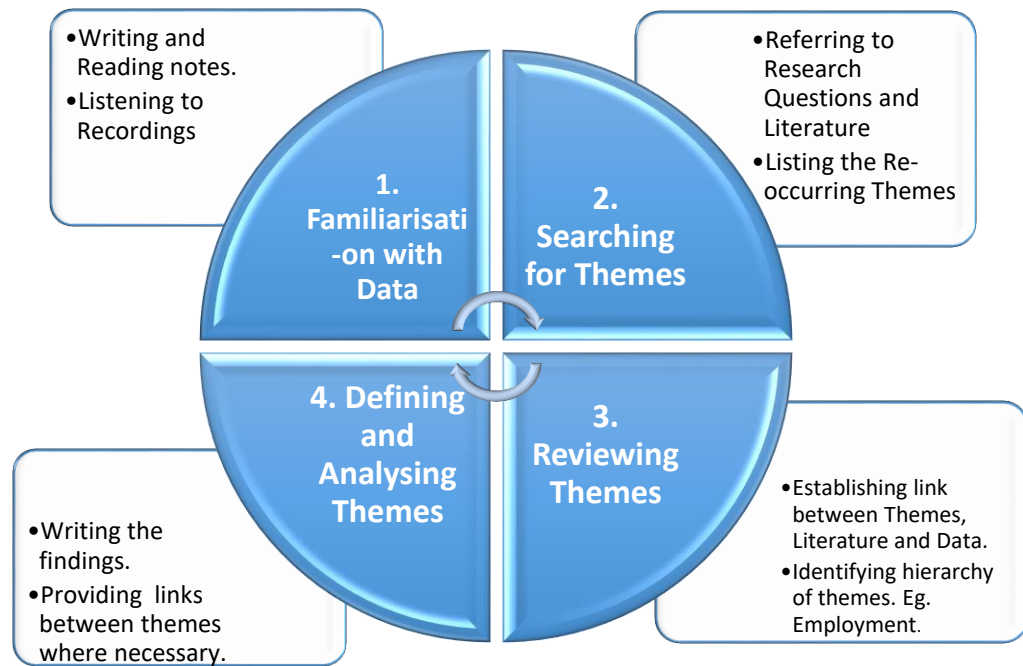 •Writing and
Reading notes.
•Listening to
Recordings
•Referring to
Research
Questions and
Literature
•Listing the Re-
occurring Themes
1.
Familiarisati
-on with
Data
2.
Searching
for Themes
3.
Reviewing
Themes
4. Defining
and
Analysing
Themes
•Establishing link
between Themes,
Literature and Data.
•Identifying hierarchy
of themes. Eg.
Employment.
•Writing the
findings.
•Providing links
between themes
where necessary.